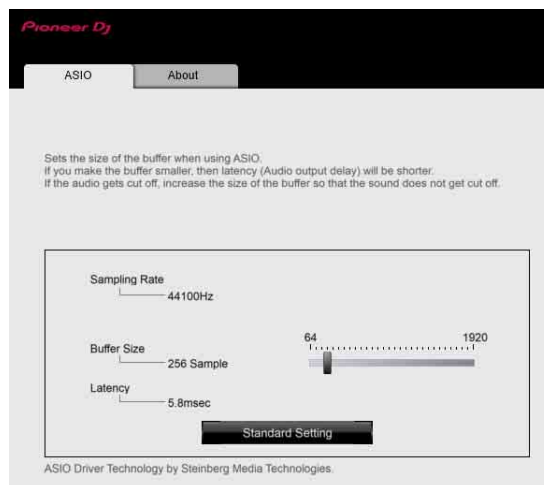 Pioneer Dj
ASIO
About
Sets the size of the buffer when using ASIO.
If you make the buffer smaller, then latency (Audio output delay) will be shorter.
If the audio gets cut off, increase the size of the buffer so that the sound does not get cut off.
Sampling Rate
44100Hz
64
1920
Buffer Size
256 Sample
Latency
5.8msec
Standard Setting
ASIO Driver Technology by Steinberg Media Technologies.